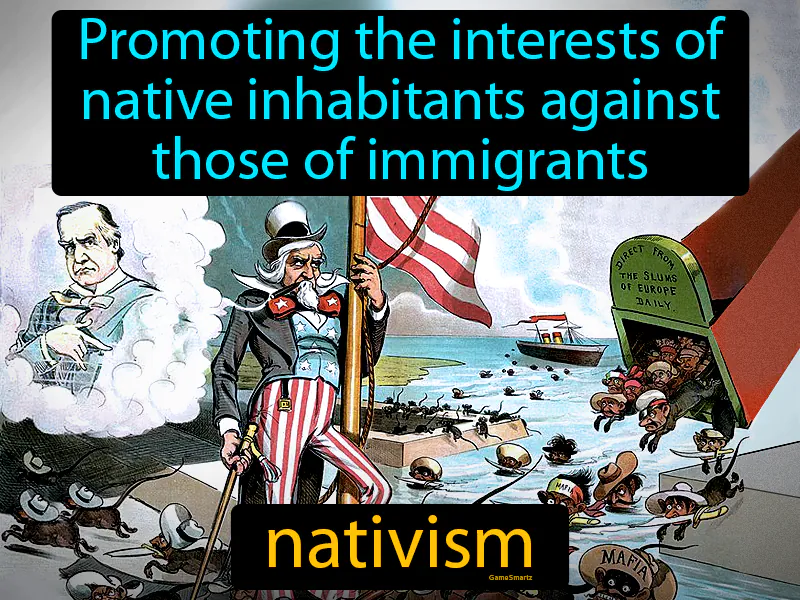 Promoting the interests of
native inhabitants against
those of immigrants
DIRECT FROM
THE SLUMS
OF EUROPE
DAILY.
MAFIA
MAFIA
nativism
GameSmartz